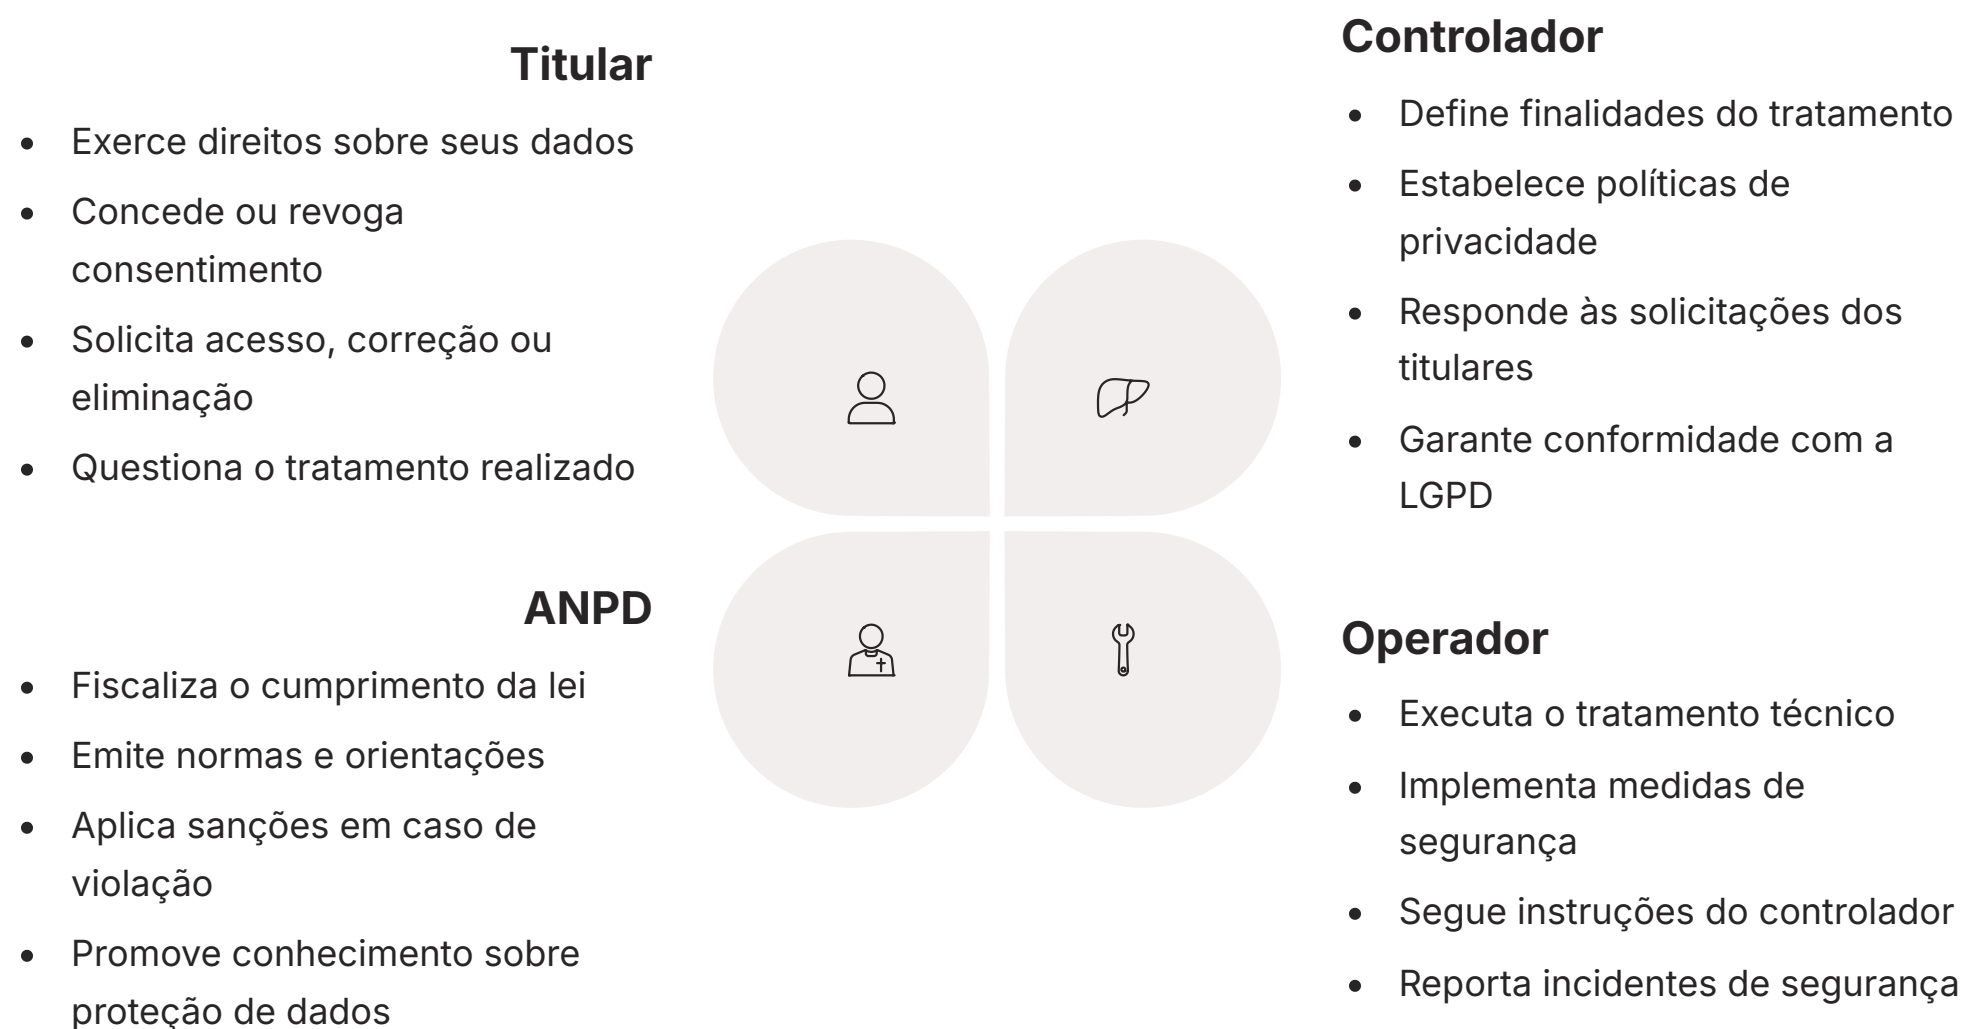 Titular
• Exerce direitos sobre seus dados
• Concede ou revoga
consentimento
• Solicita acesso, correção ou
eliminação
• Questiona o tratamento realizado
Controlador
• Define finalidades do tratamento
• Estabelece políticas de
privacidade
• Responde às solicitações dos
titulares
• Garante conformidade com a
LGPD
ANPD
• Fiscaliza o cumprimento da lei
• Emite normas e orientações
• Aplica sanções em caso de
violação
• Promove conhecimento sobre
proteção de dados
Operador
• Executa o tratamento técnico
• Implementa medidas de
segurança
• Segue instruções do controlador
• Reporta incidentes de segurança